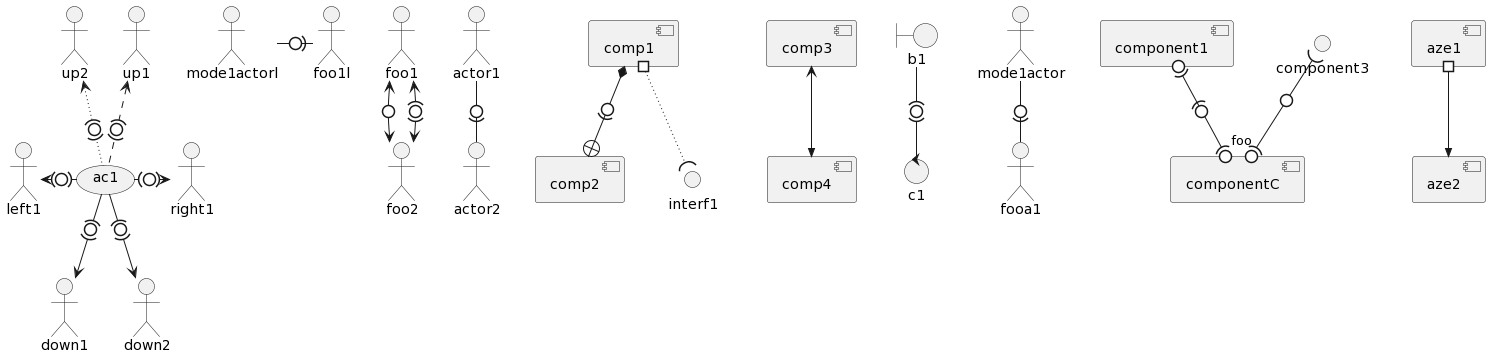 up2
up1
mode1actorl
foo1l
foo1
actor1
comp1
comp3
b1
mode1actor
component1
component3
aze1
foo
left1
ac1
right1
foo2
actor2
comp2
interf1
comp4
c1
fooa1
componentC
aze2
down1
down2